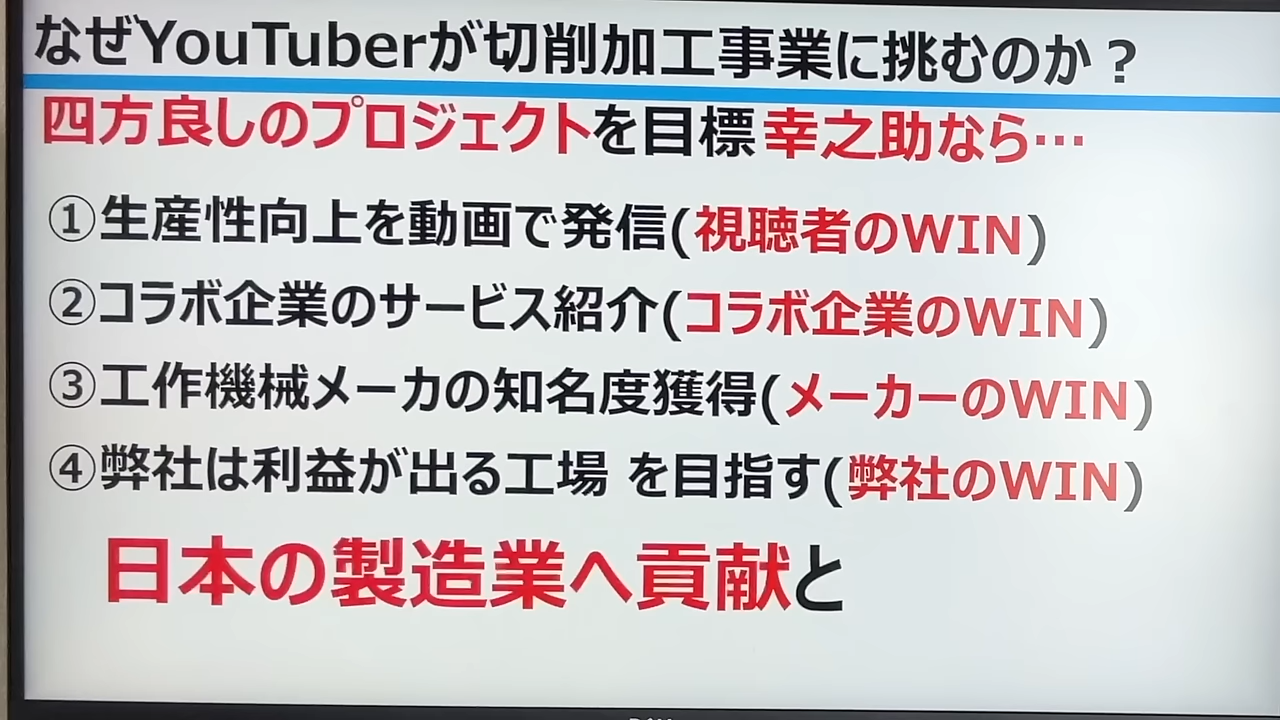 なぜYouTuberが切削加工事業に挑むのか？
四方良しのプロジェクトを目標 幸之助なら…
①生産性向上を動画で発信(視聴者のWIN)
②コラボ企業のサービス紹介(コラボ企業のWIN)
③工作機械メーカの知名度獲得(メーカーのWIN)
④弊社は利益が出る工場 を目指す(弊社のWIN)
日本の製造業へ貢献と